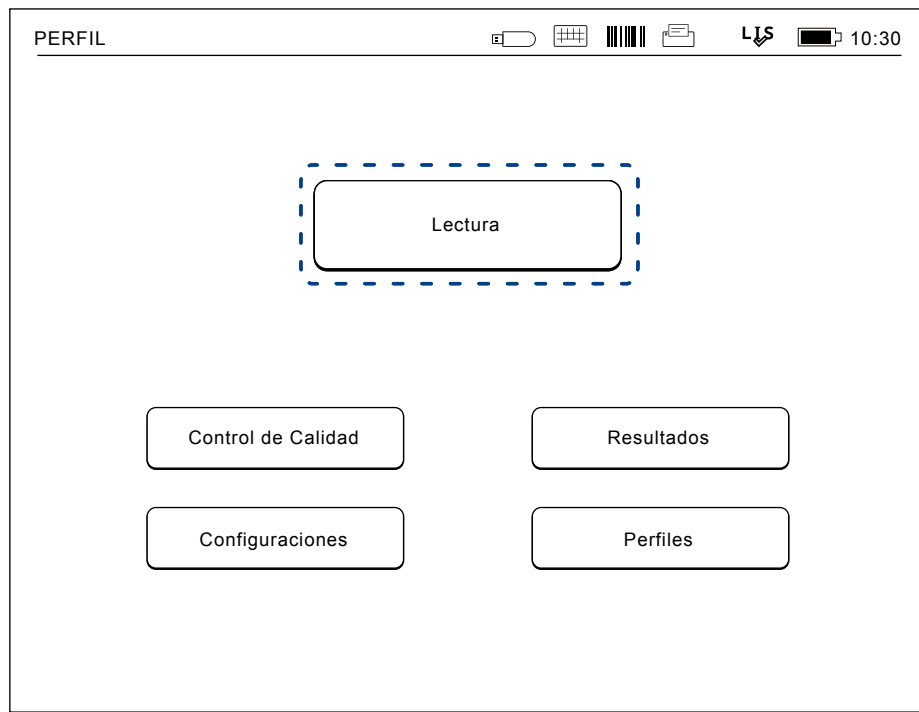 PERFIL LIS 10:30
Lectura
Control de Calidad Resultados
Configuraciones Perfiles